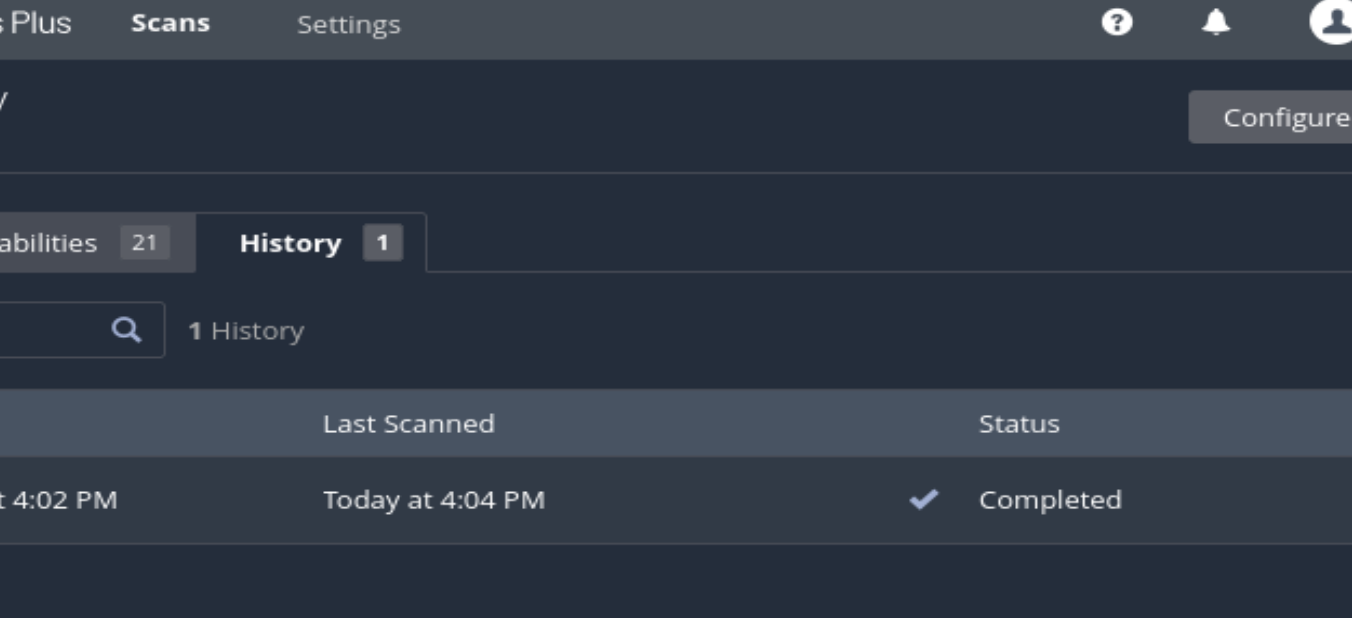 Plus Scans Settings
Configure
abilities 21 History 1
1 History
Last Scanned Status
t 4:02 PM Today at 4:04 PM Completed